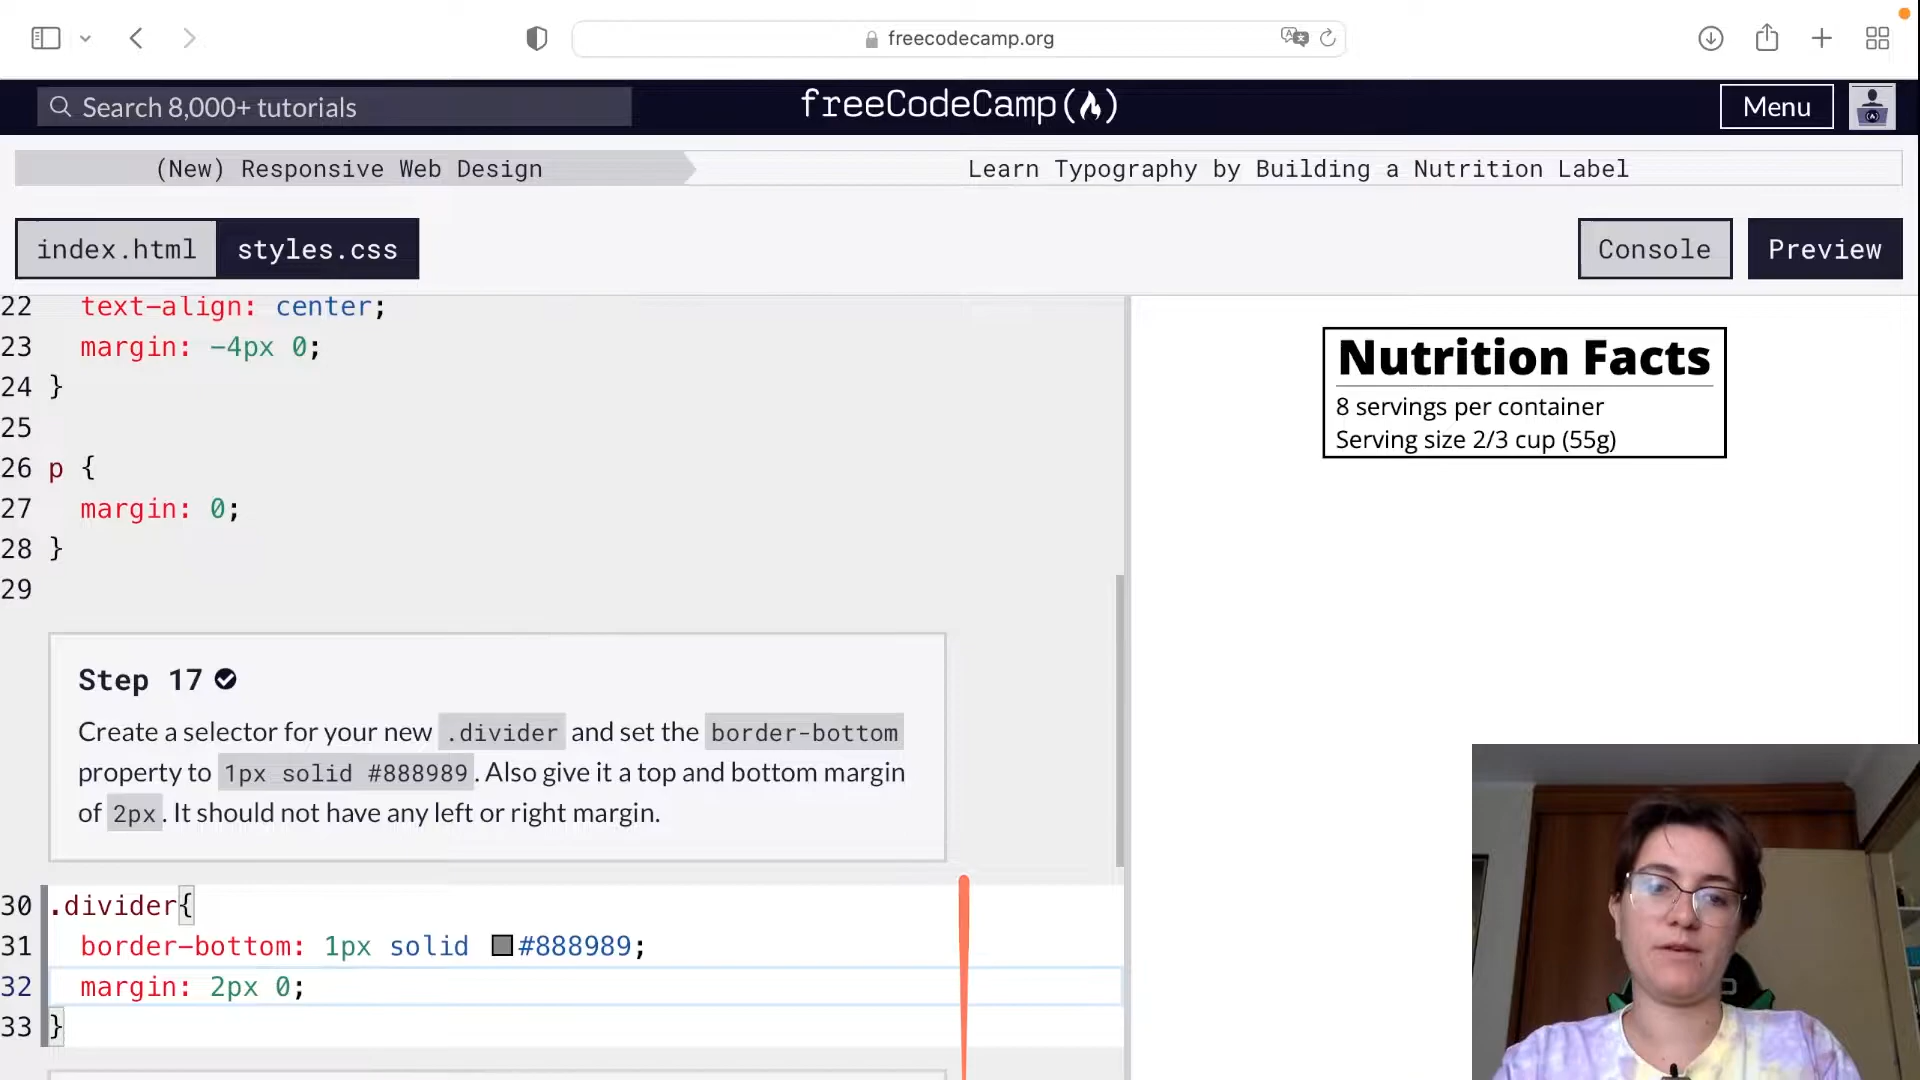 freecodecamp.org
Search 8,000+ tutorials
freeCodeCamp(🔥)
Menu
(New) Responsive Web Design
Learn Typography by Building a Nutrition Label
index.html
styles.css
Console
Preview
22 text-align: center;
23 margin: -4px 0;
24 }
25
26 p {
27 margin: 0;
28 }
29
Step 17
Create a selector for your new .divider and set the border-bottom
property to 1px solid #888989. Also give it a top and bottom margin
of 2px. It should not have any left or right margin.
30 .divider{
31 border-bottom: 1px solid #888989;
32 margin: 2px 0;
33 }
Nutrition Facts
8 servings per container
Serving size 2/3 cup (55g)